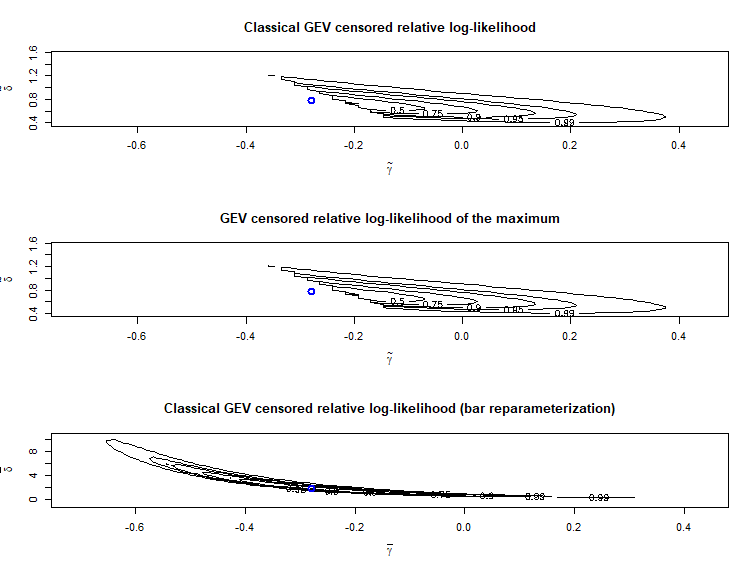 Classical GEV censored relative log-likelihood
0.4 0.8 1.2 1.6
δ̃
0.5 0.75 0.9 0.95 0.99
-0.6 -0.4 -0.2 0.0 0.2 0.4
γ̃
GEV censored relative log-likelihood of the maximum
0.4 0.8 1.2 1.6
δ̃
0.5 0.75 0.9 0.95 0.99
-0.6 -0.4 -0.2 0.0 0.2 0.4
γ̃
Classical GEV censored relative log-likelihood (bar reparameterization)
0 4 8
0.75 0.9 0.99 0.99
-0.6 -0.4 -0.2 0.0 0.2 0.4
γ̅